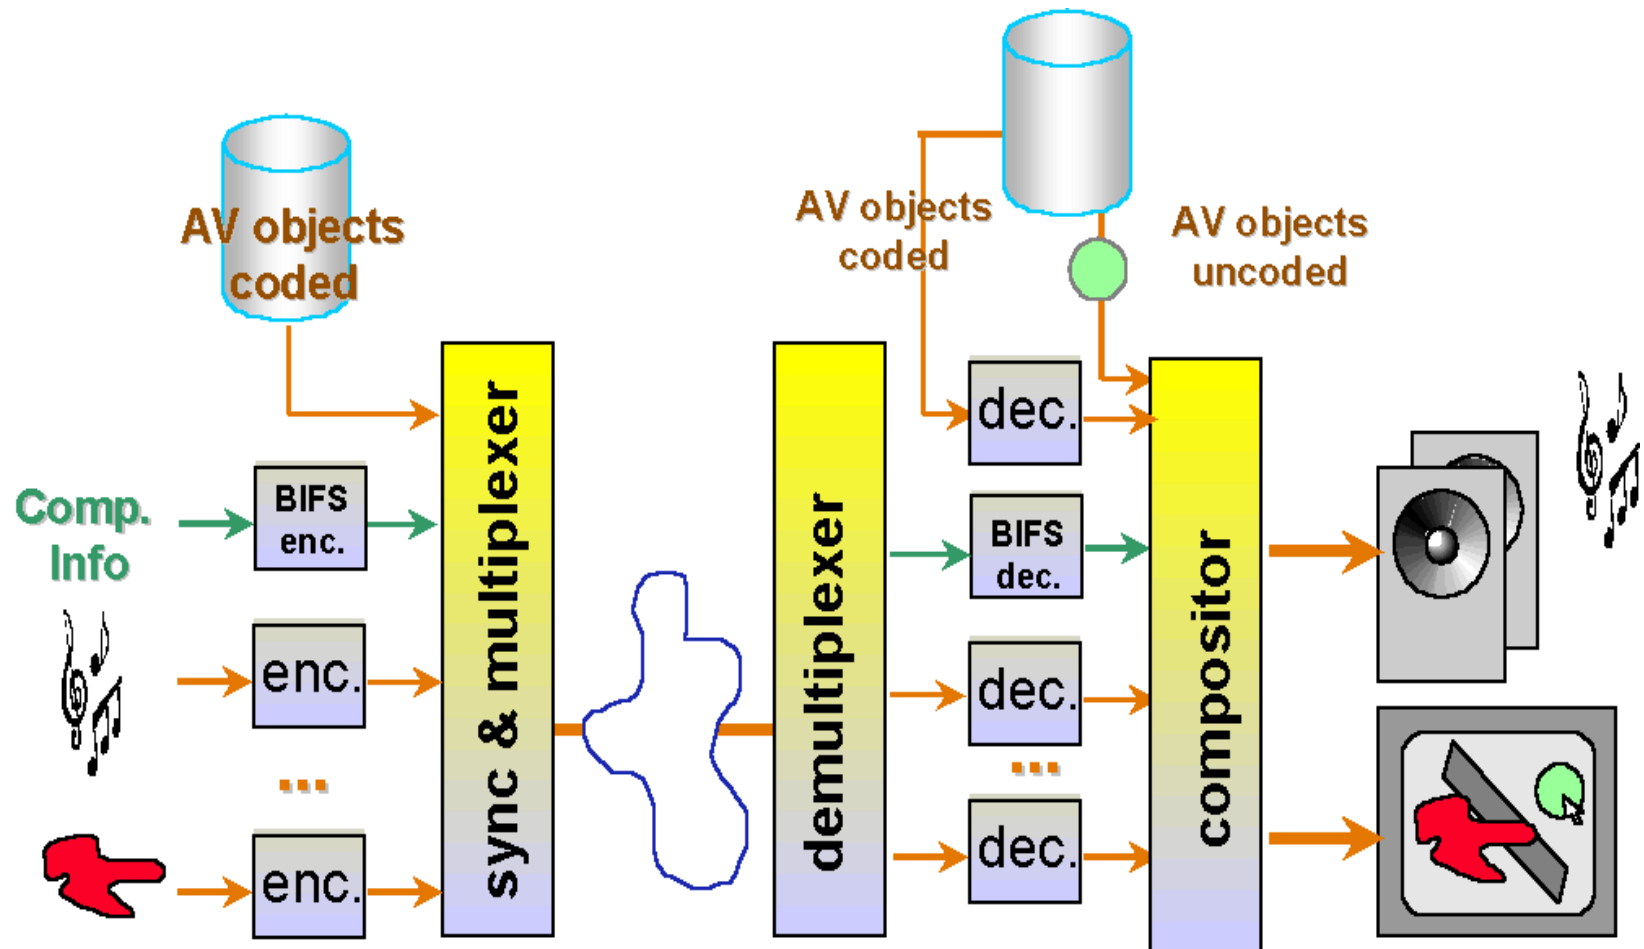 AV objects
coded
AV objects
coded
AV objects
uncoded
Comp.
Info
BIFS
enc.
enc.
...
enc.
sync & multiplexer
demultiplexer
dec.
BIFS
dec.
dec.
...
dec.
compositor